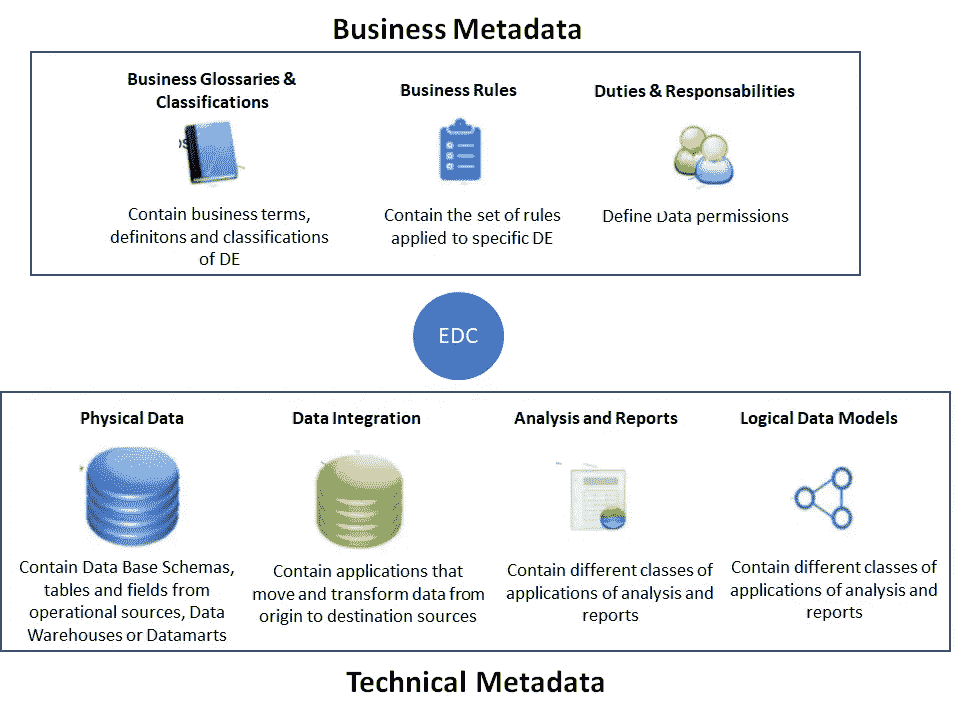 Business Metadata
Business Glossaries &
Classifications
Contain business terms,
definitons and classifications
of DE
Business Rules
Contain the set of rules
applied to specific DE
Duties & Responsabilities
Define Data permissions
EDC
Physical Data
Contain Data Base Schemas,
tables and fields from
operational sources, Data
Warehouses or Datamarts
Data Integration
Contain applications that
move and transform data from
origin to destination sources
Analysis and Reports
Contain different classes of
applications of analysis and
reports
Logical Data Models
Contain different classes of
applications of analysis and
reports
Technical Metadata